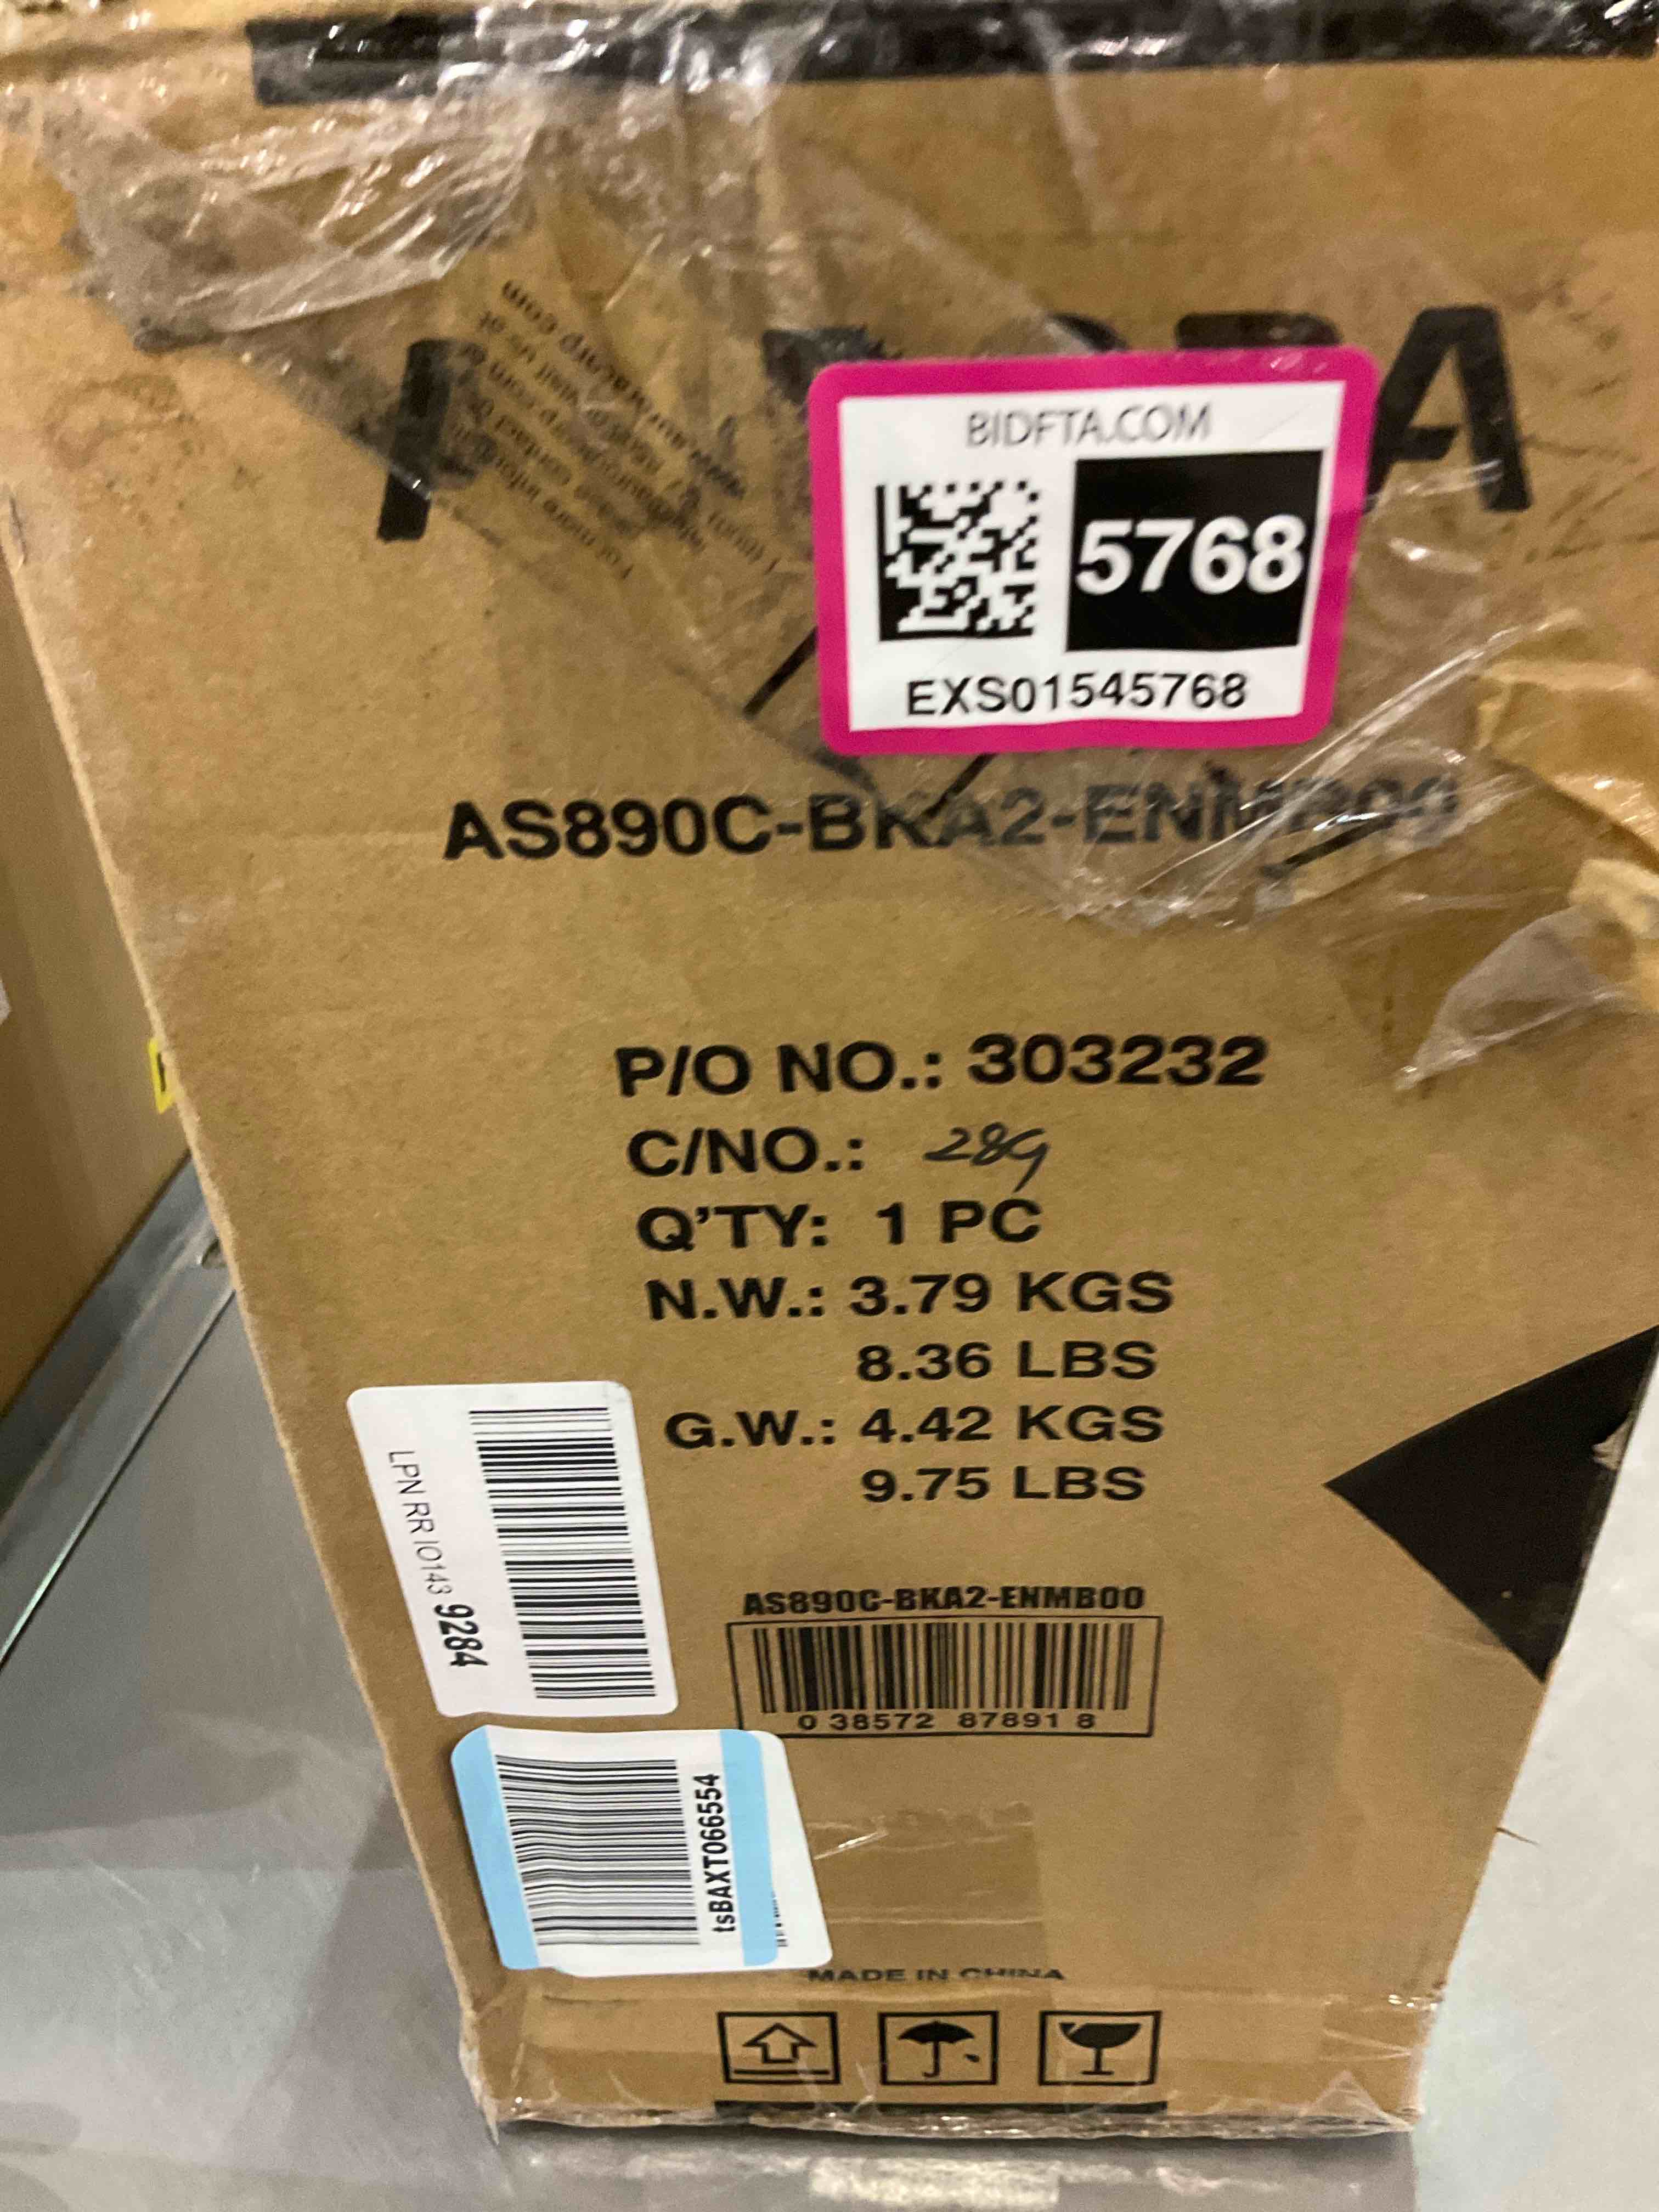 BIDFTA.COM
5768
EXS01545768
AS890C-BKA2-ENMB00
P/O NO.: 303232
C/NO.: 289
Q'TY: 1 PC
N.W.: 3.79 KGS
8.36 LBS
G.W.: 4.42 KGS
9.75 LBS
LPN RR IO143 9284
AS890C-BKA2-ENMB00
0 38572 87891 8
tsBAXT066554
MADE IN CHINA